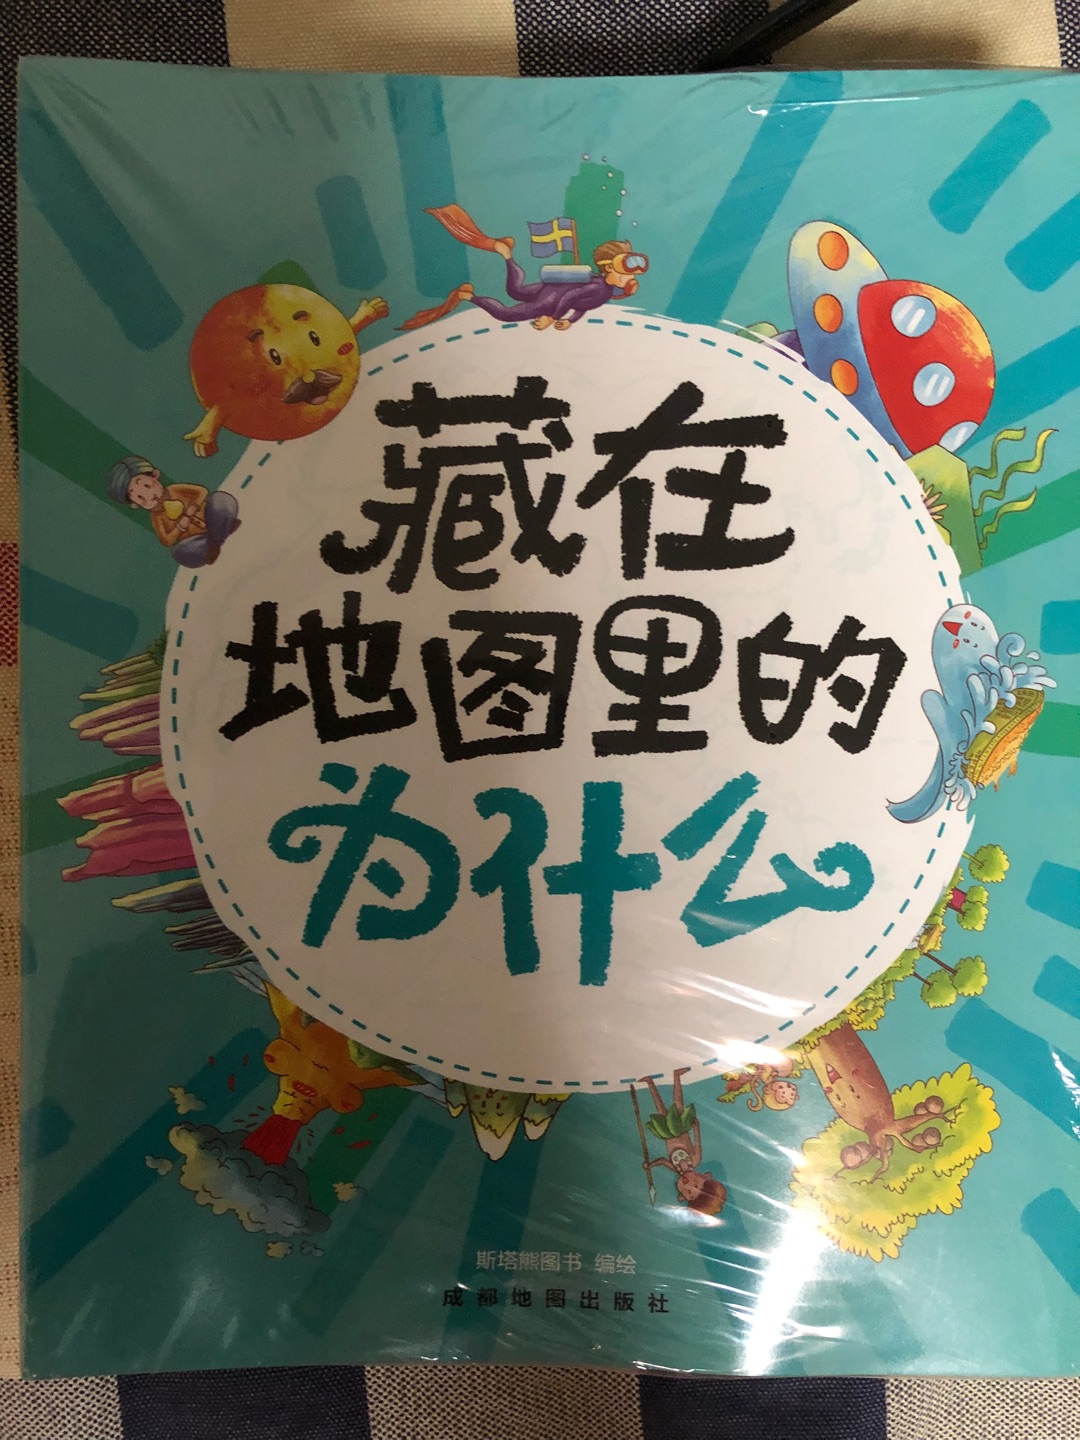 藏在
地图里的
为什么
斯塔熊图书 编绘
成都地图出版社